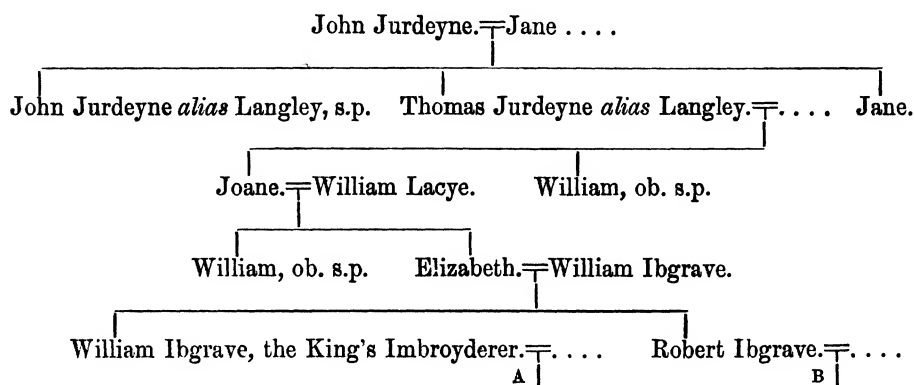 John Jurdeyne.=Jane . . . .
John Jurdeyne alias Langley, s.p. Thomas Jurdeyne alias Langley.=. . . . Jane.
Joane.=William Lacye. William, ob. s.p.
William, ob. s.p. Elizabeth.=William Ibgrave.
William Ibgrave, the King's Imbroyderer.=. . . . Robert Ibgrave.=. . . .
A B